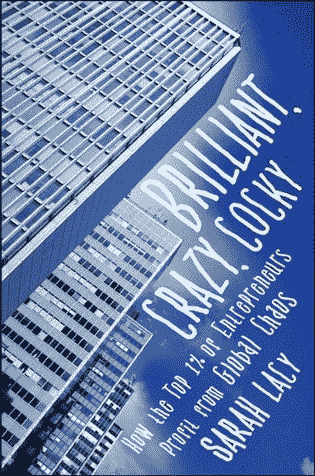 BRILLIANT,
CRAZY, COCKY
How the Top 1% of Entrepreneurs
Profit from Global Chaos
SARAH LACY